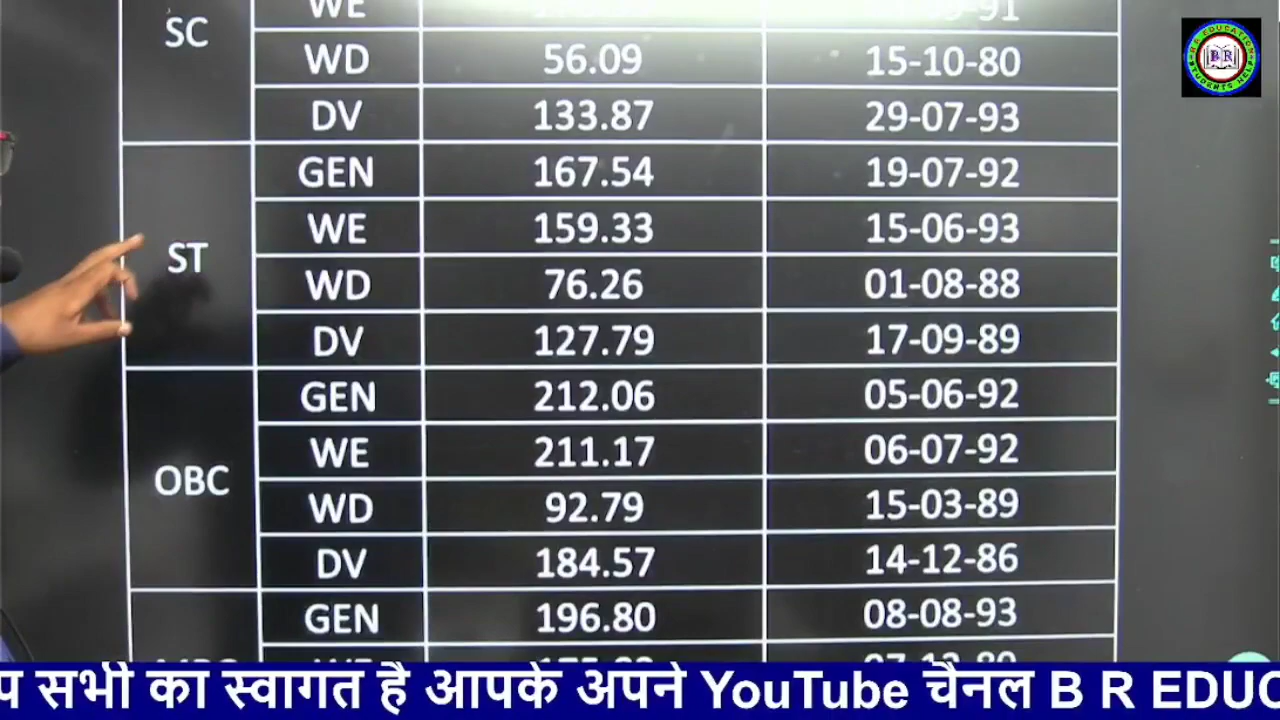 SC
WE
WD 56.09 15-10-80
DV 133.87 29-07-93
ST
GEN 167.54 19-07-92
WE 159.33 15-06-93
WD 76.26 01-08-88
DV 127.79 17-09-89
OBC
GEN 212.06 05-06-92
WE 211.17 06-07-92
WD 92.79 15-03-89
DV 184.57 14-12-86
GEN 196.80 08-08-93
B R EDUCATION
STUDENTS HELP
B R
प सभी का स्वागत है आपके अपने YouTube चैनल B R EDUC